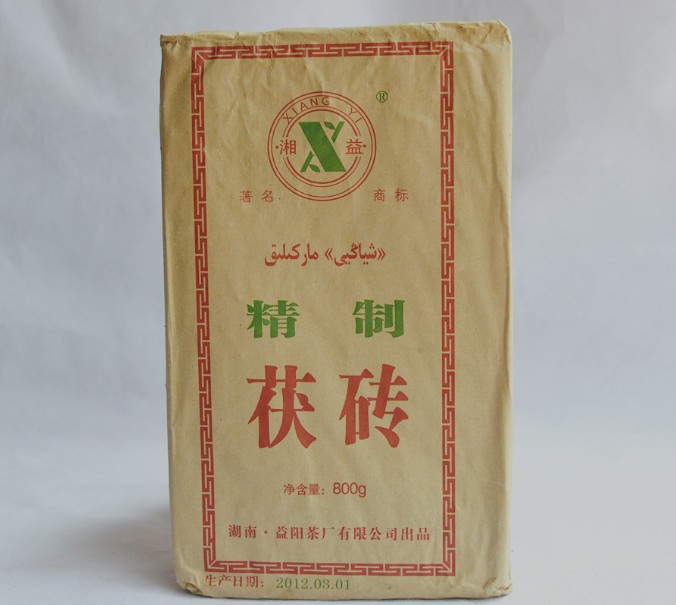 XIANG YI
®
湘 益
著名 商标
«شياڭيى» ماركىلىق
精 制
茯砖
净含量：800g
湖南·益阳茶厂有限公司出品
生产日期：2012.03.01